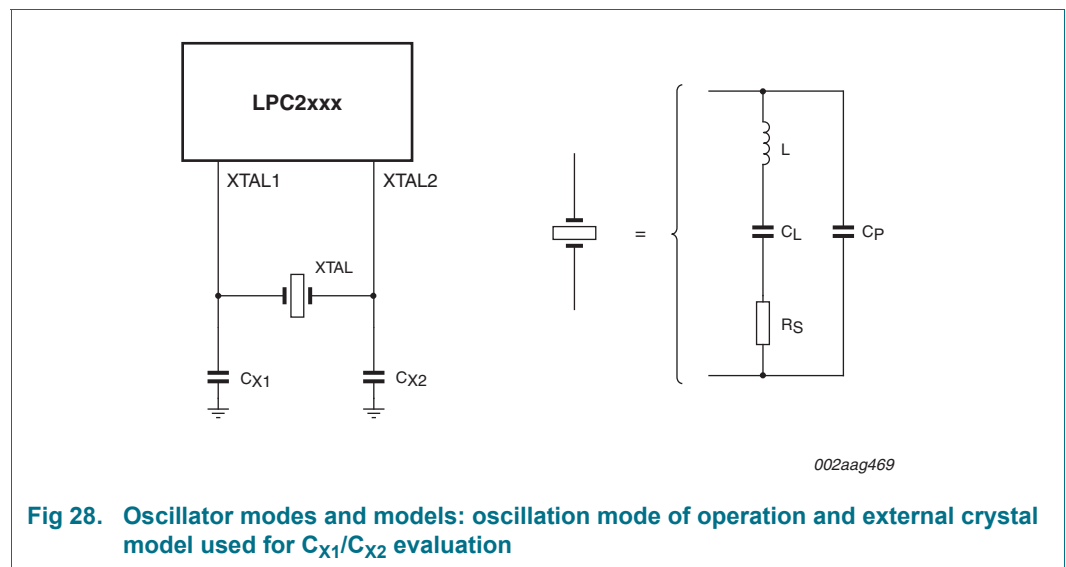 LPC2xxx
XTAL1
XTAL2
XTAL
CX1
CX2
=
L
CL
CP
RS
002aag469
Fig 28. Oscillator modes and models: oscillation mode of operation and external crystal
model used for CX1/CX2 evaluation